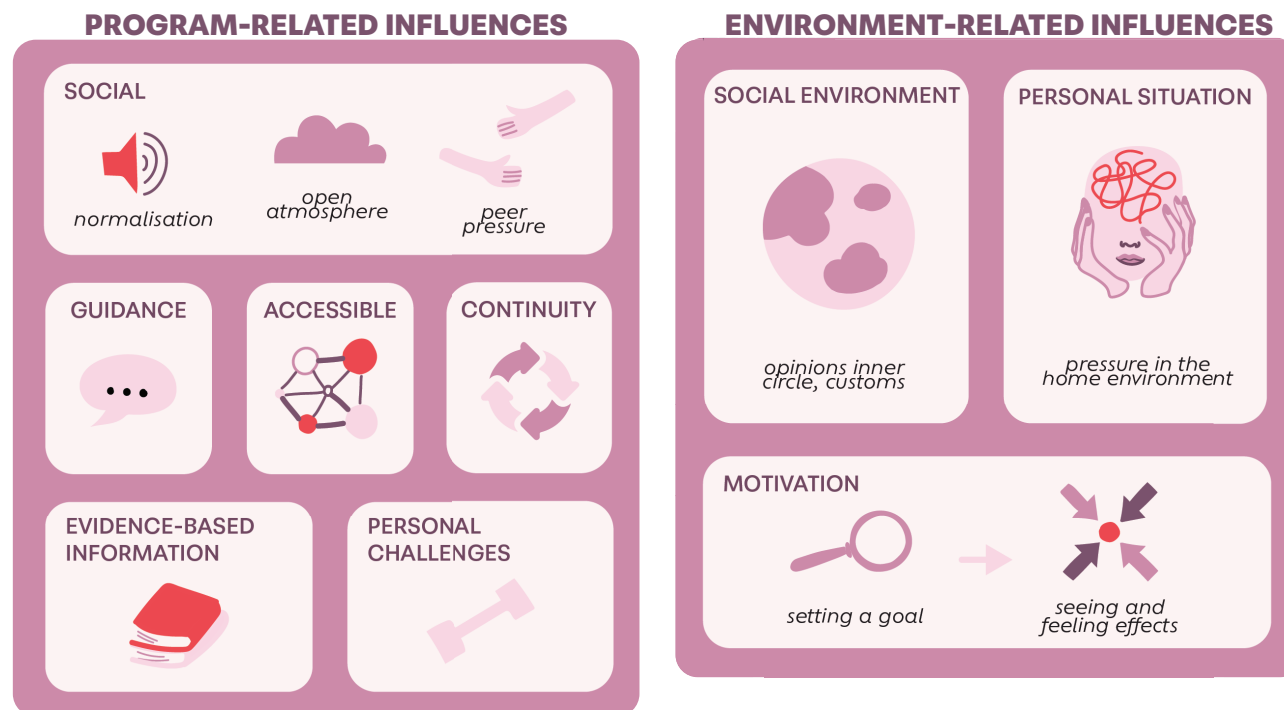 PROGRAM-RELATED INFLUENCES
SOCIAL
normalisation
open
atmosphere
peer
pressure
GUIDANCE
ACCESSIBLE
CONTINUITY
EVIDENCE-BASED
INFORMATION
PERSONAL
CHALLENGES
ENVIRONMENT-RELATED INFLUENCES
SOCIAL ENVIRONMENT
opinions inner
circle, customs
PERSONAL SITUATION
pressure in the
home environment
MOTIVATION
setting a goal
seeing and
feeling effects